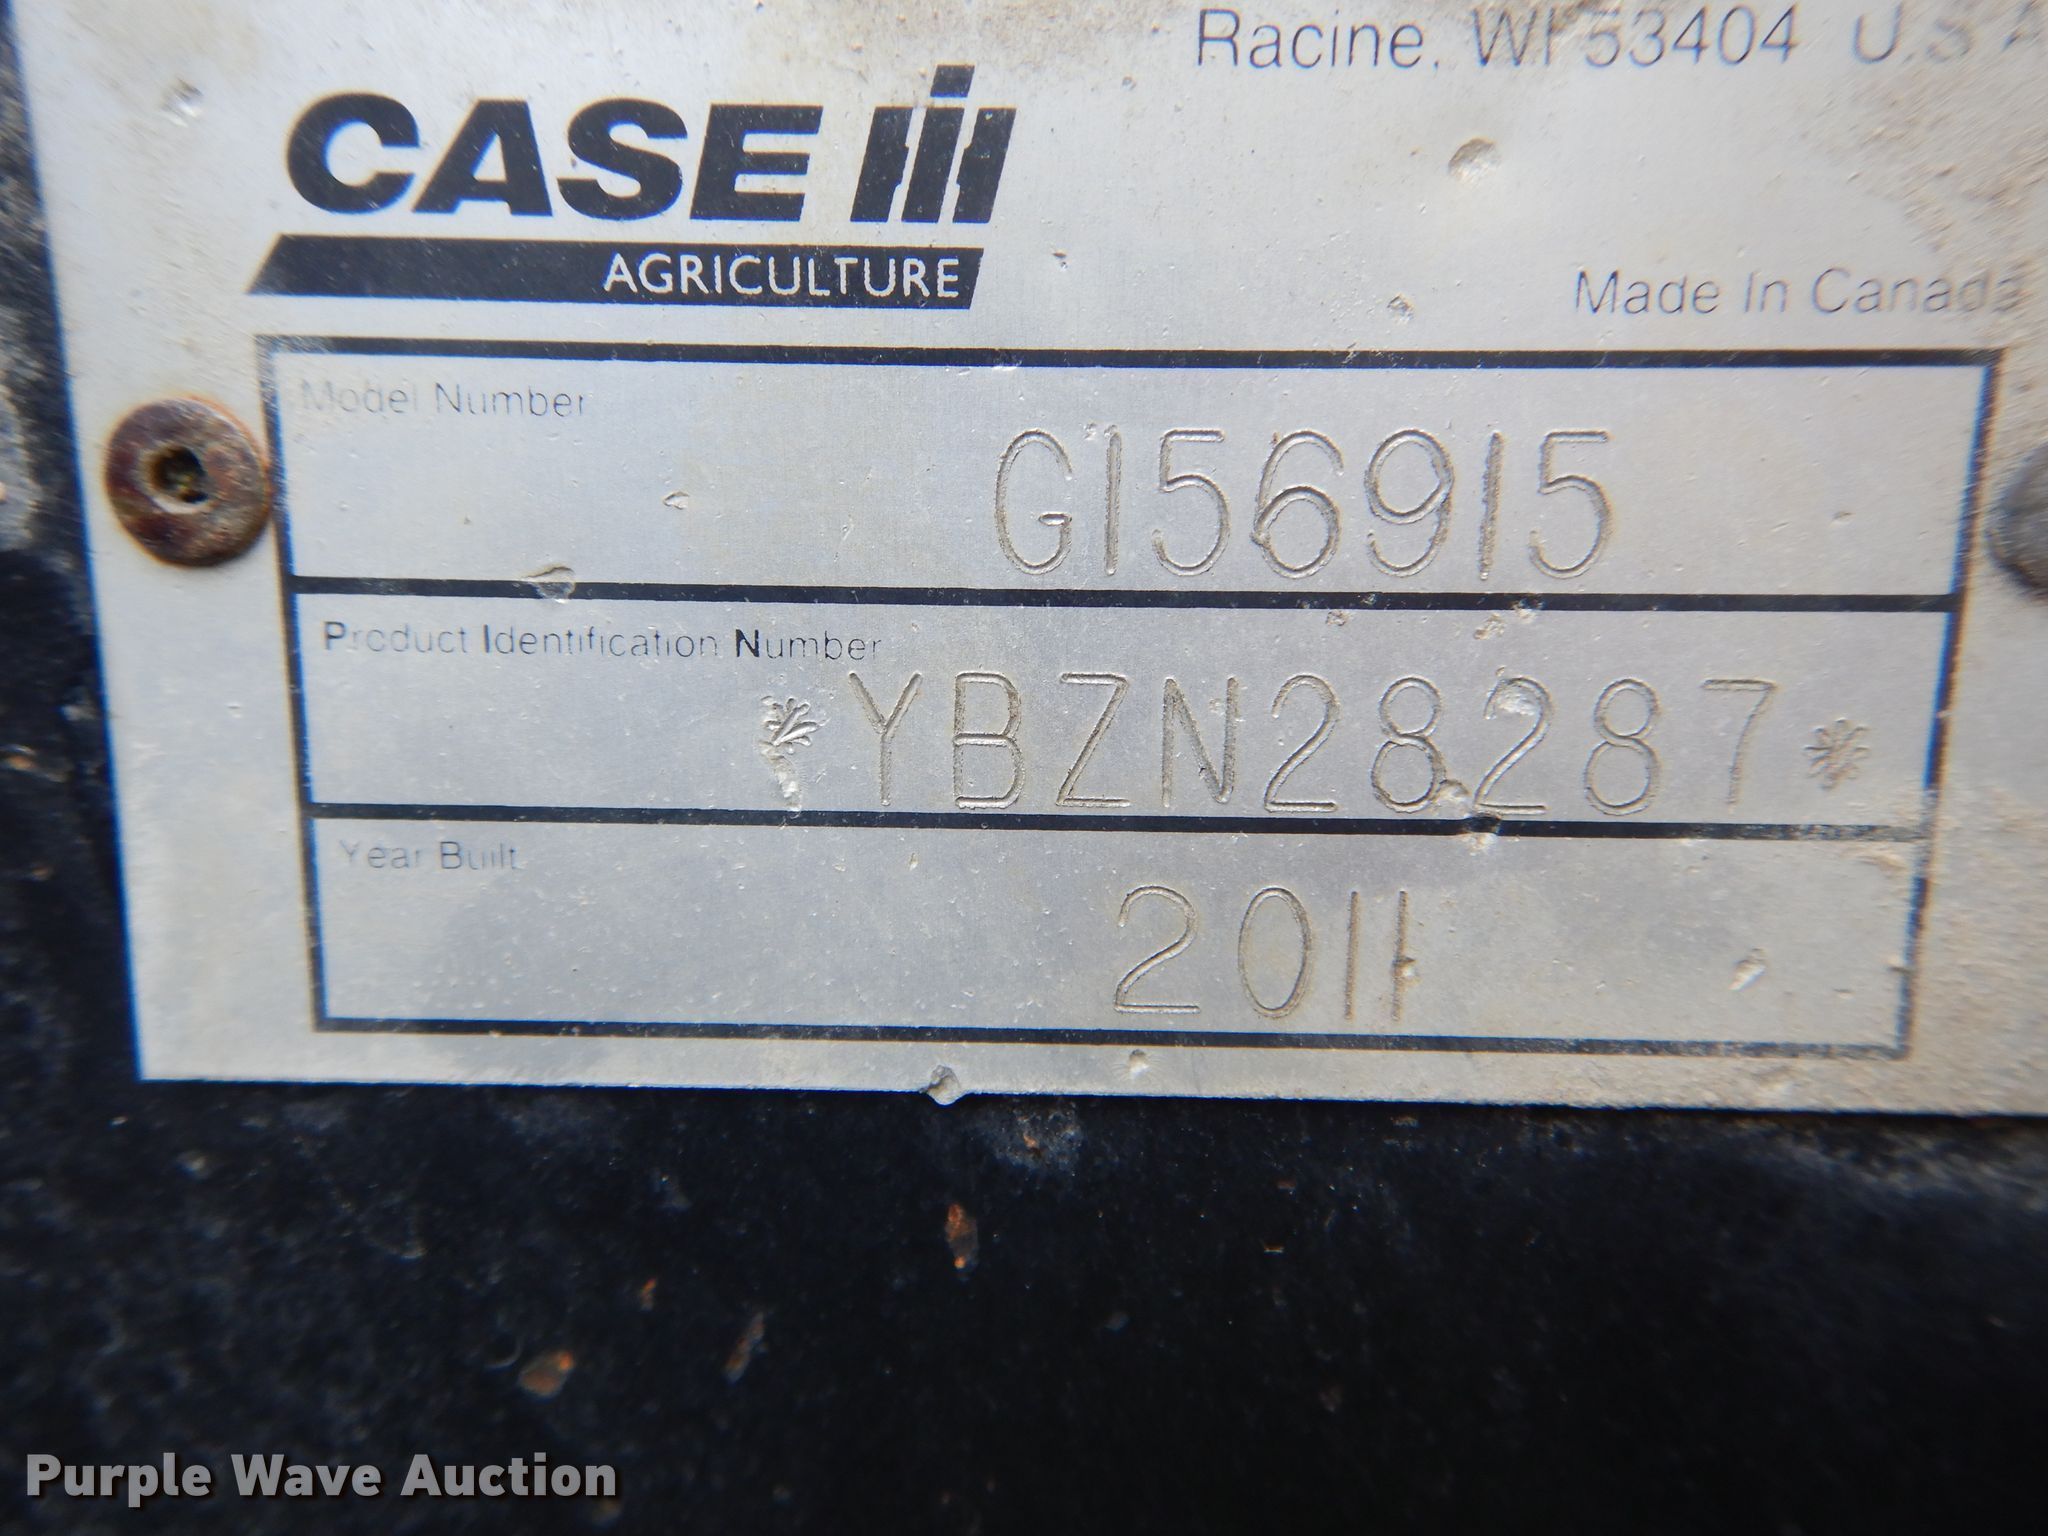 Racine, WI 53404 U.S.A
CASE IH
AGRICULTURE
Made In Canada
Model Number
G156915
Product Identification Number
*YBZN28287*
Year Built
2011
Purple Wave Auction